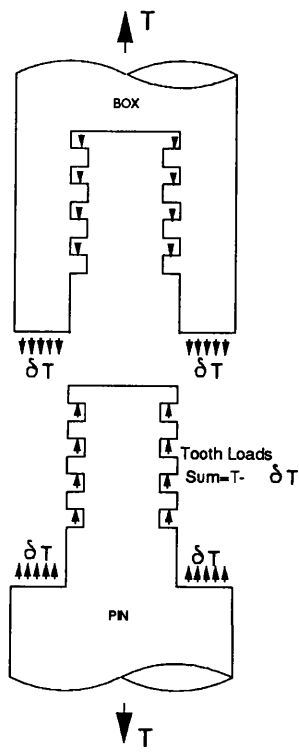 T
BOX
δT δT
Tooth Loads
Sum=T- δT
δT δT
PIN
T